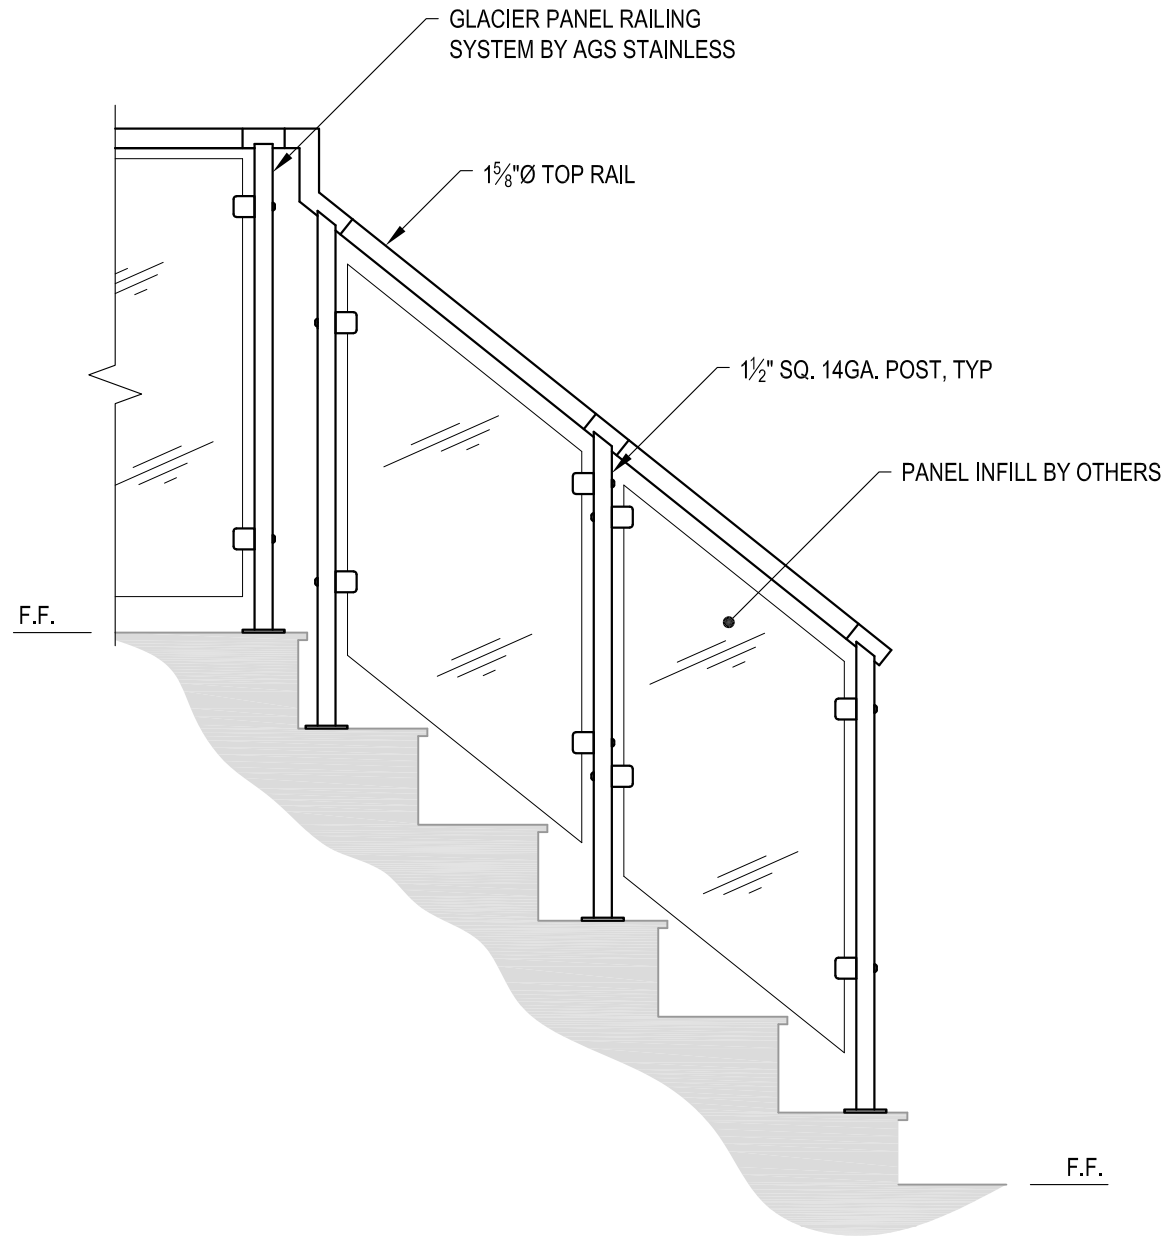 GLACIER PANEL RAILING
SYSTEM BY AGS STAINLESS
1⅝"Ø TOP RAIL
1½" SQ. 14GA. POST, TYP
PANEL INFILL BY OTHERS
F.F.
F.F.